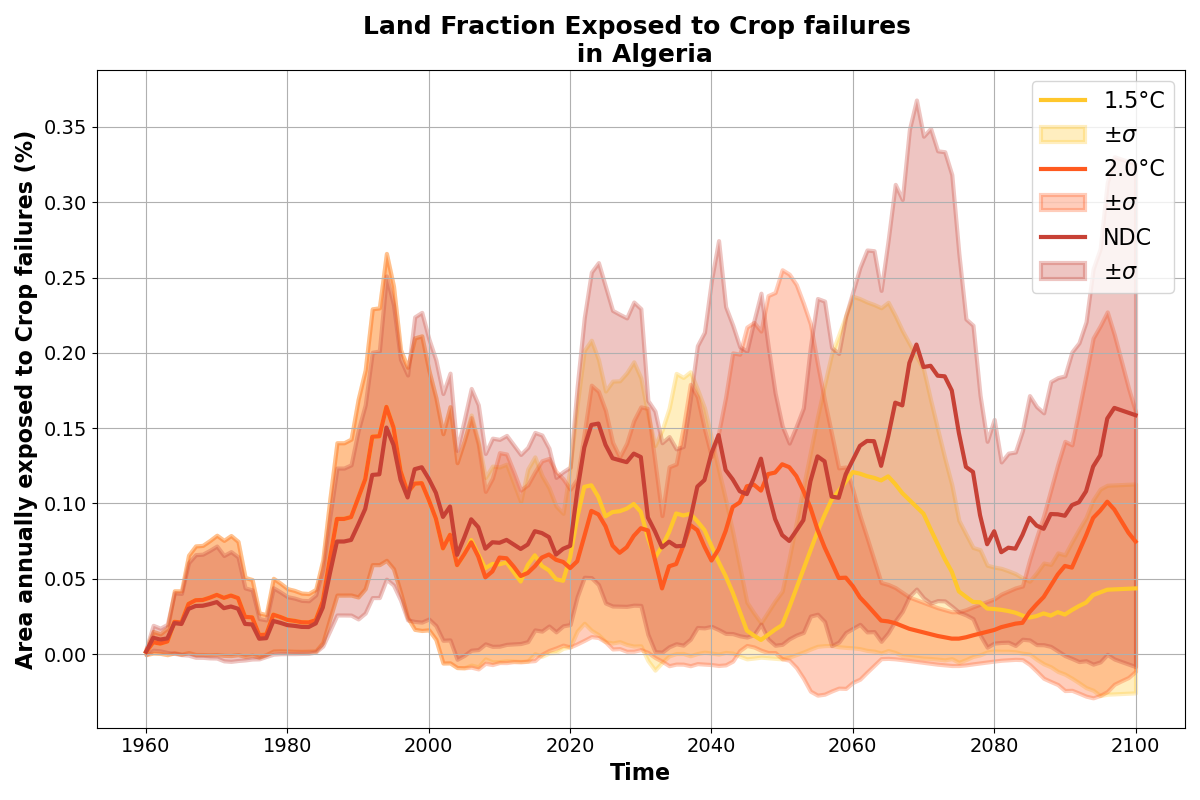 Land Fraction Exposed to Crop failures
in Algeria
Area annually exposed to Crop failures (%)
0.35
0.30
0.25
0.20
0.15
0.10
0.05
0.00
1.5°C
±σ
2.0°C
±σ
NDC
±σ
1960
1980
2000
2020
2040
2060
2080
2100
Time